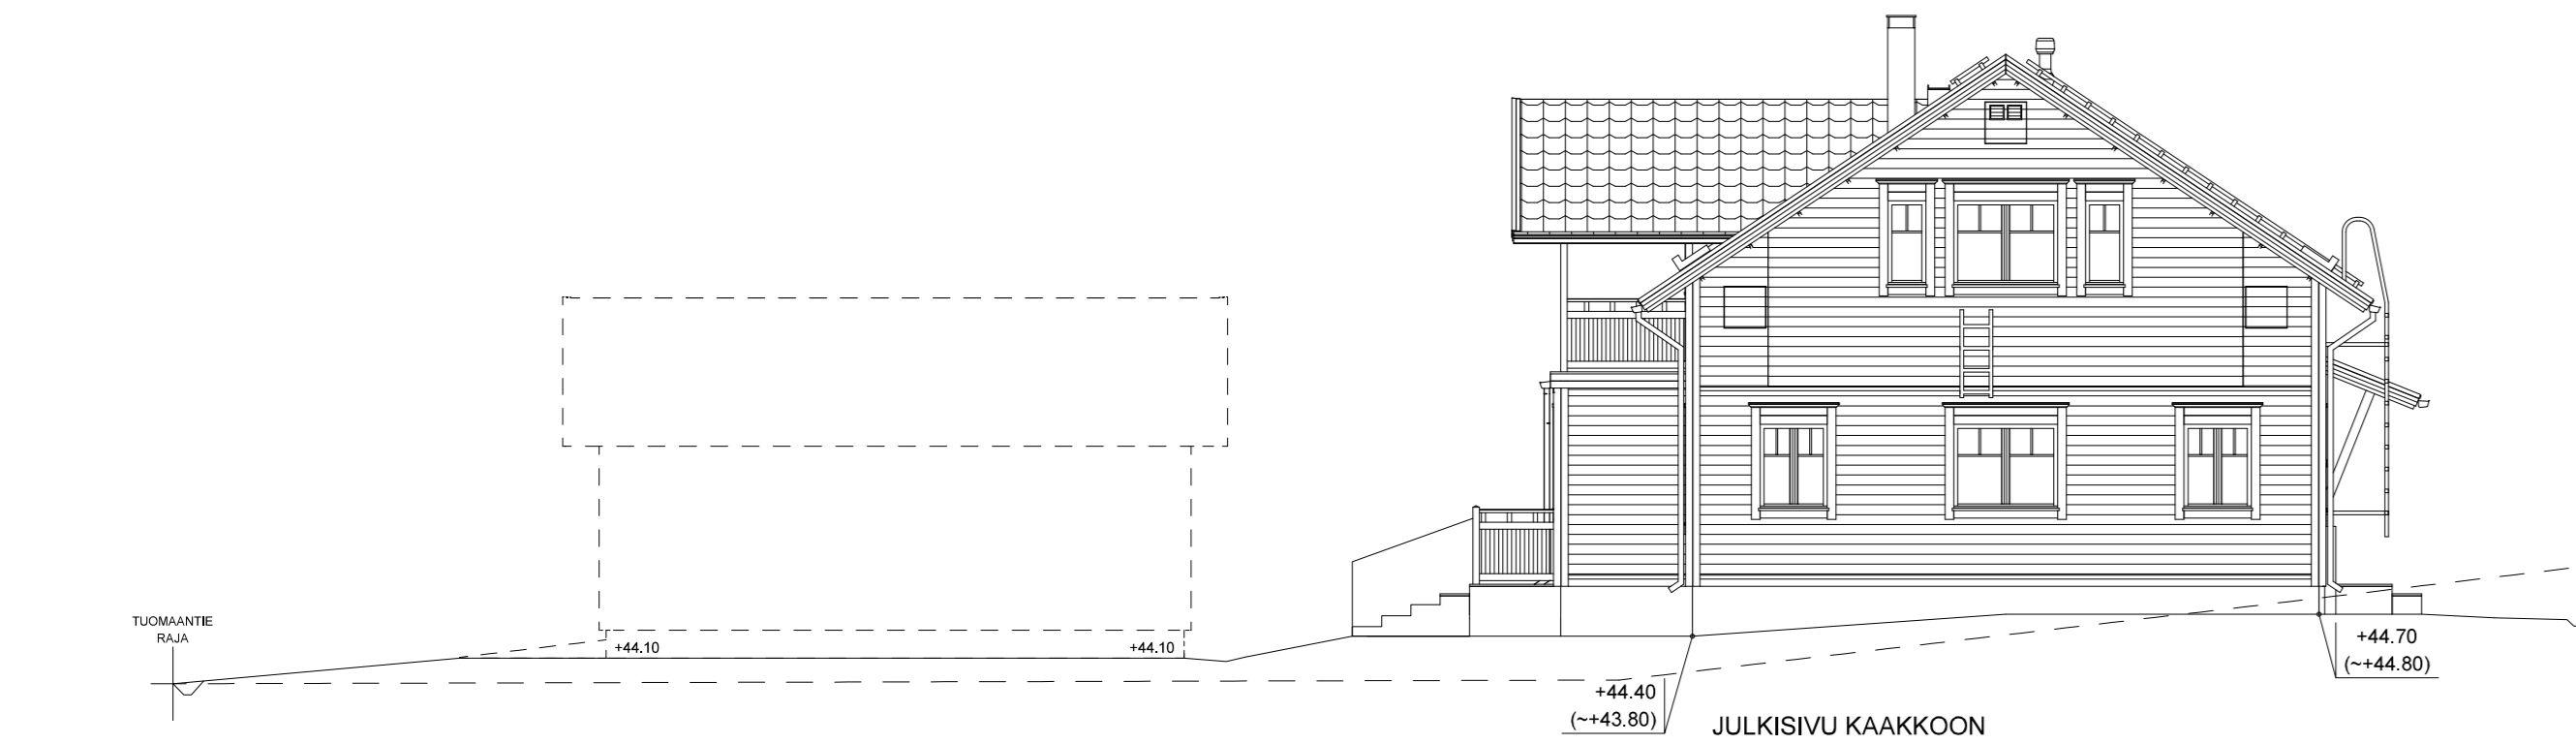 TUOMAANTIE
RAJA
+44.10
+44.10
+44.40
(~+43.80)
JULKISIVU KAAKKOON
+44.70
(~+44.80)